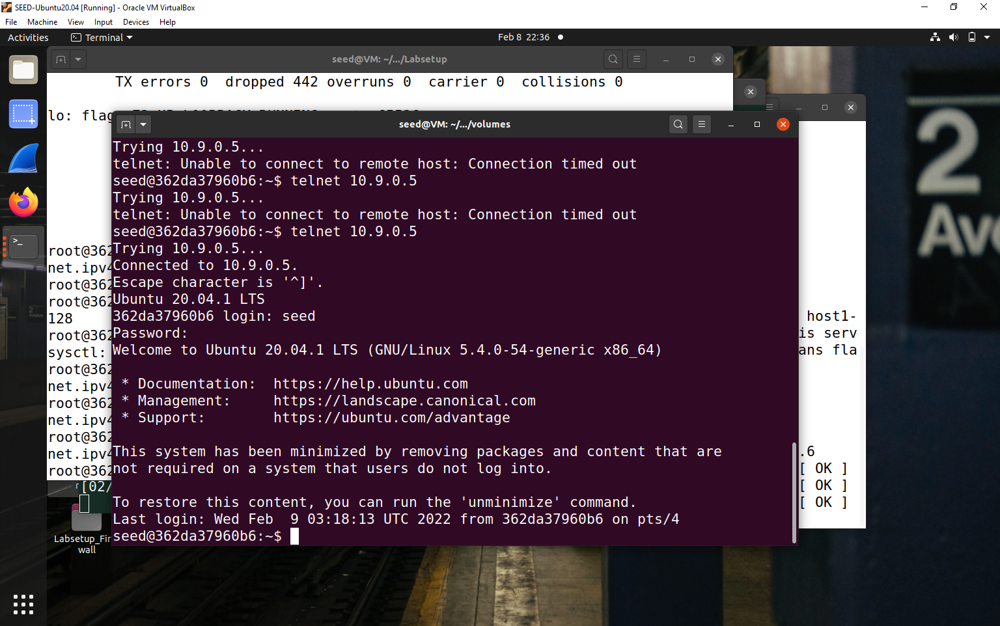 SEED-Ubuntu20.04 [Running] - Oracle VM VirtualBox
File Machine View Input Devices Help
Activities Terminal Feb 8 22:36
seed@VM: ~/.../Labsetup
TX errors 0 dropped 442 overruns 0 carrier 0 collisions 0
lo: flag
seed@VM: ~/.../volumes
Trying 10.9.0.5...
telnet: Unable to connect to remote host: Connection timed out
seed@362da37960b6:~$ telnet 10.9.0.5
Trying 10.9.0.5...
telnet: Unable to connect to remote host: Connection timed out
seed@362da37960b6:~$ telnet 10.9.0.5
Trying 10.9.0.5...
Connected to 10.9.0.5.
Escape character is '^]'.
Ubuntu 20.04.1 LTS
362da37960b6 login: seed
Password:
Welcome to Ubuntu 20.04.1 LTS (GNU/Linux 5.4.0-54-generic x86_64)
* Documentation: https://help.ubuntu.com
* Management: https://landscape.canonical.com
* Support: https://ubuntu.com/advantage
This system has been minimized by removing packages and content that are
not required on a system that users do not log into.
To restore this content, you can run the 'unminimize' command.
Last login: Wed Feb 9 03:18:13 UTC 2022 from 362da37960b6 on pts/4
seed@362da37960b6:~$
root@362
net.ipv4
root@362
root@362
128
root@362
sysctl:
root@362
net.ipv4
root@362
net.ipv4
root@362
net.ipv4
root@362
[02/
host1-
is serv
ans fla
.6
[ OK ]
[ OK ]
[ OK ]
Labsetup_Fir
wall
2
Ave
2